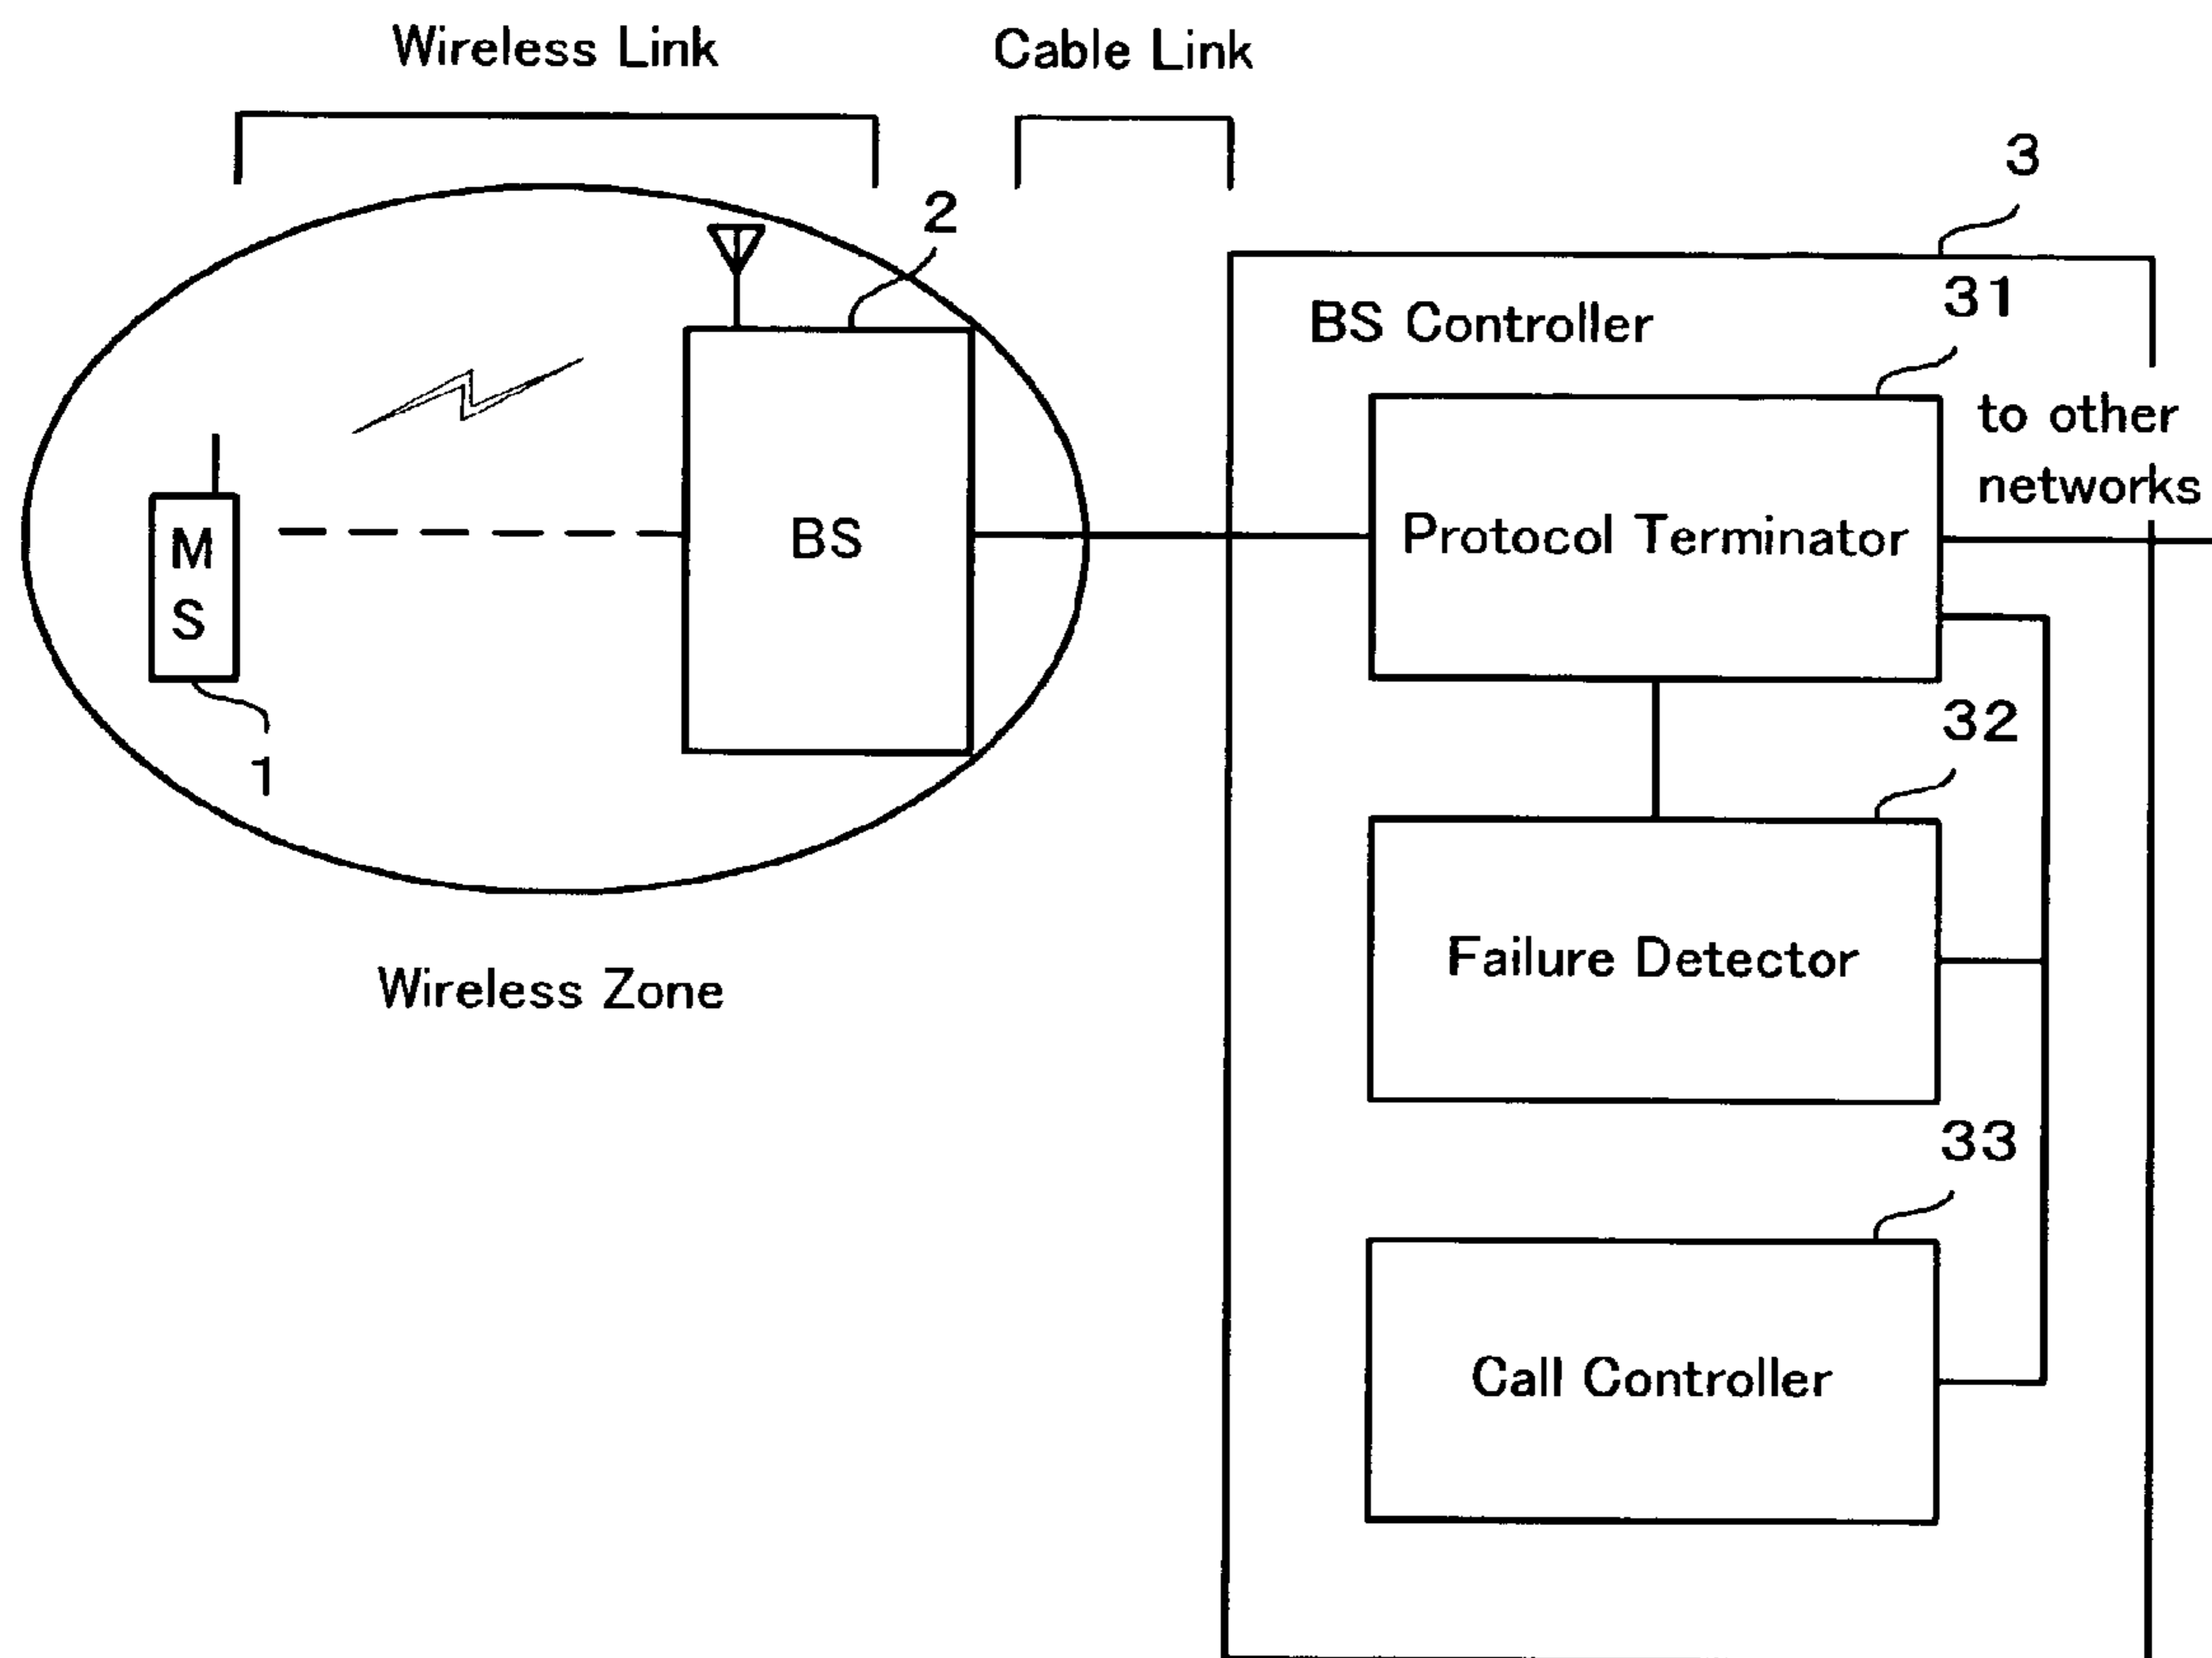 Wireless Link
Cable Link
3
2
31
BS Controller
to other
networks
Protocol Terminator
BS
M
S
1
32
Failure Detector
Wireless Zone
33
Call Controller